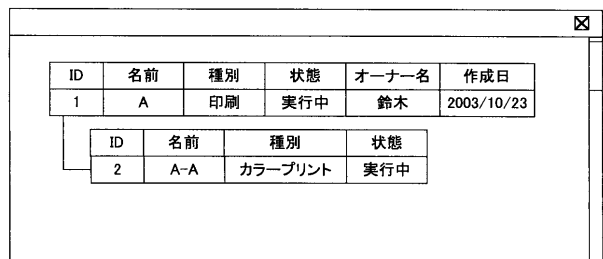 ID 名前 種別 状態 オーナー名 作成日
1 A 印刷 実行中 鈴木 2003/10/23
ID 名前 種別 状態
2 A-A カラープリント 実行中